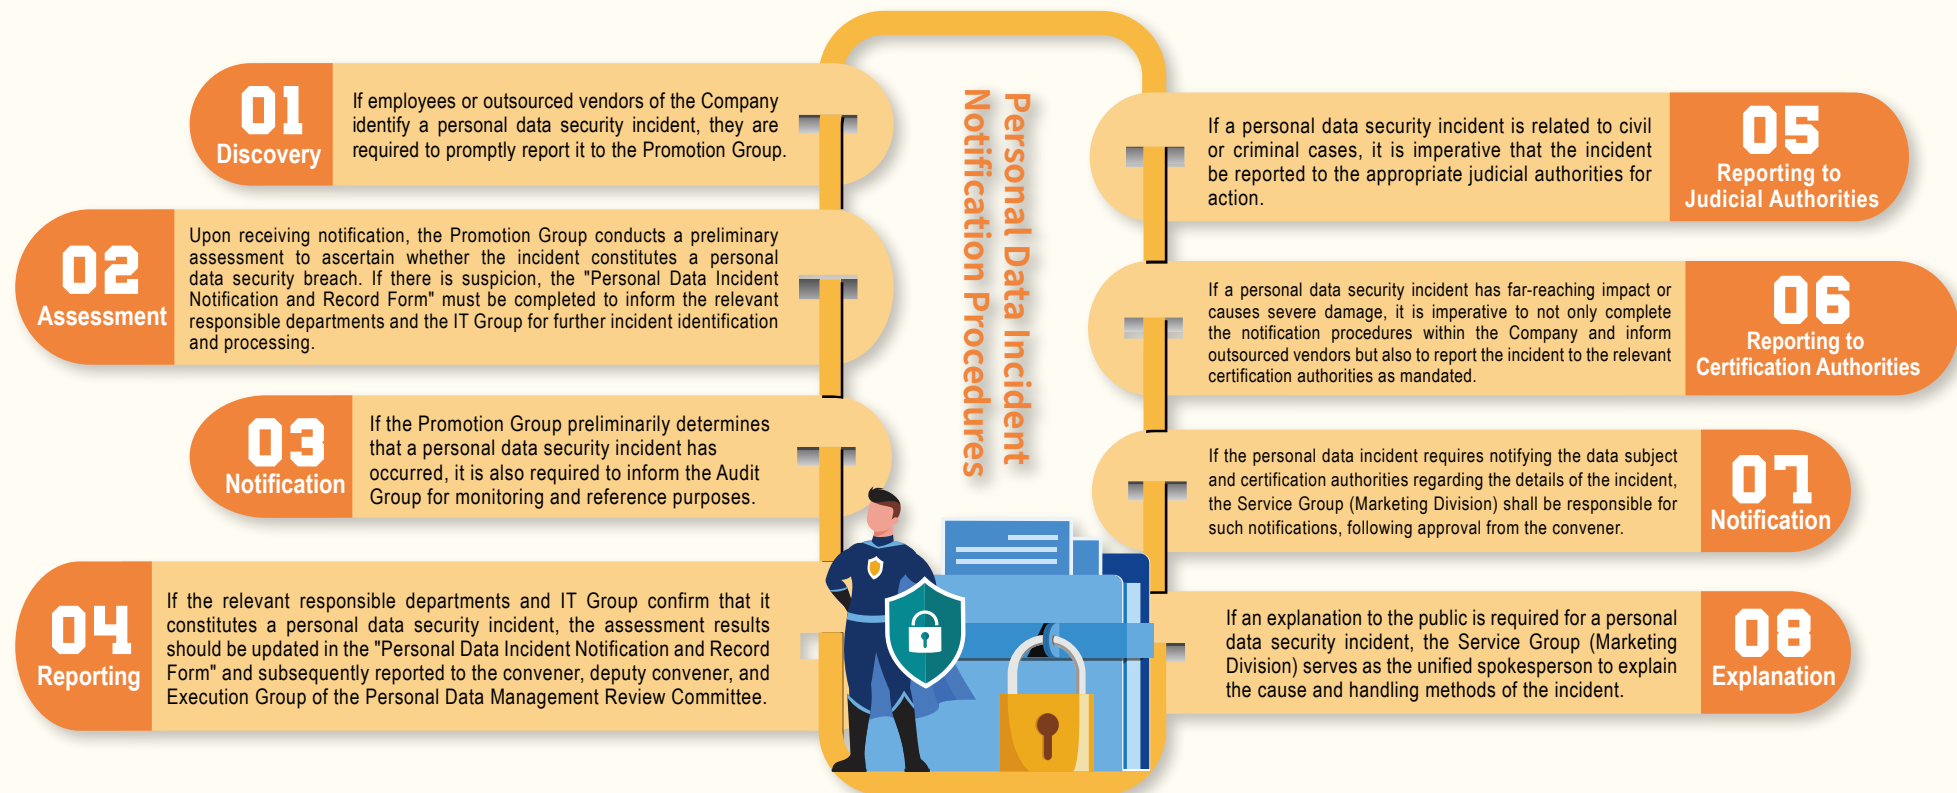 Personal Data Incident
Notification Procedures
01
Discovery
If employees or outsourced vendors of the Company
identify a personal data security incident, they are
required to promptly report it to the Promotion Group.
02
Assessment
Upon receiving notification, the Promotion Group conducts a preliminary
assessment to ascertain whether the incident constitutes a personal
data security breach. If there is suspicion, the "Personal Data Incident
Notification and Record Form" must be completed to inform the relevant
responsible departments and the IT Group for further incident identification
and processing.
03
Notification
If the Promotion Group preliminarily determines
that a personal data security incident has
occurred, it is also required to inform the Audit
Group for monitoring and reference purposes.
04
Reporting
If the relevant responsible departments and IT Group confirm that it
constitutes a personal data security incident, the assessment results
should be updated in the "Personal Data Incident Notification and Record
Form" and subsequently reported to the convener, deputy convener, and
Execution Group of the Personal Data Management Review Committee.
05
Reporting to
Judicial Authorities
If a personal data security incident is related to civil
or criminal cases, it is imperative that the incident
be reported to the appropriate judicial authorities for
action.
06
Reporting to
Certification Authorities
If a personal data security incident has far-reaching impact or
causes severe damage, it is imperative to not only complete
the notification procedures within the Company and inform
outsourced vendors but also to report the incident to the relevant
certification authorities as mandated.
07
Notification
If the personal data incident requires notifying the data subject
and certification authorities regarding the details of the incident,
the Service Group (Marketing Division) shall be responsible for
such notifications, following approval from the convener.
08
Explanation
If an explanation to the public is required for a personal
data security incident, the Service Group (Marketing
Division) serves as the unified spokesperson to explain
the cause and handling methods of the incident.